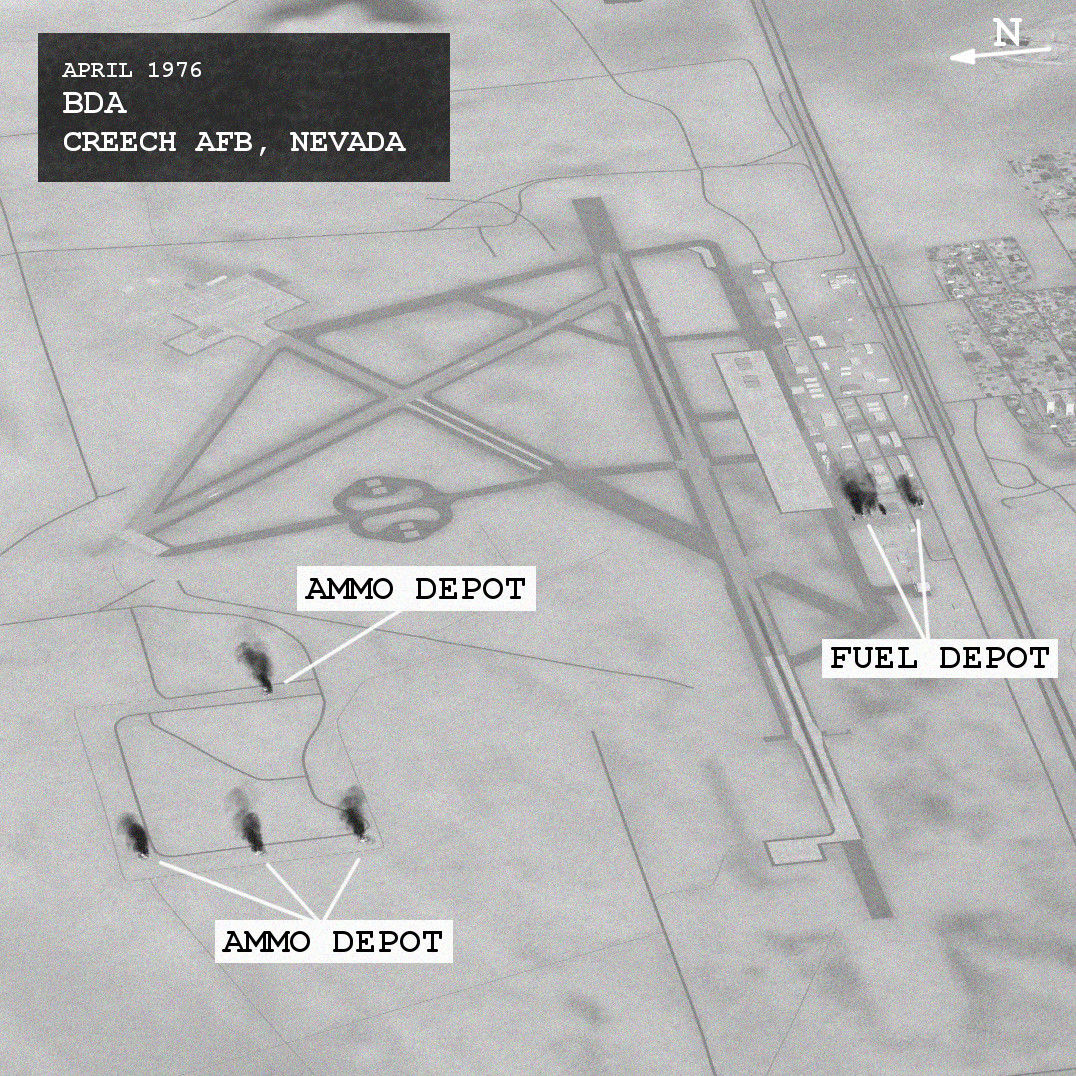 N
APRIL 1976
BDA
CREECH AFB, NEVADA
AMMO DEPOT
FUEL DEPOT
AMMO DEPOT